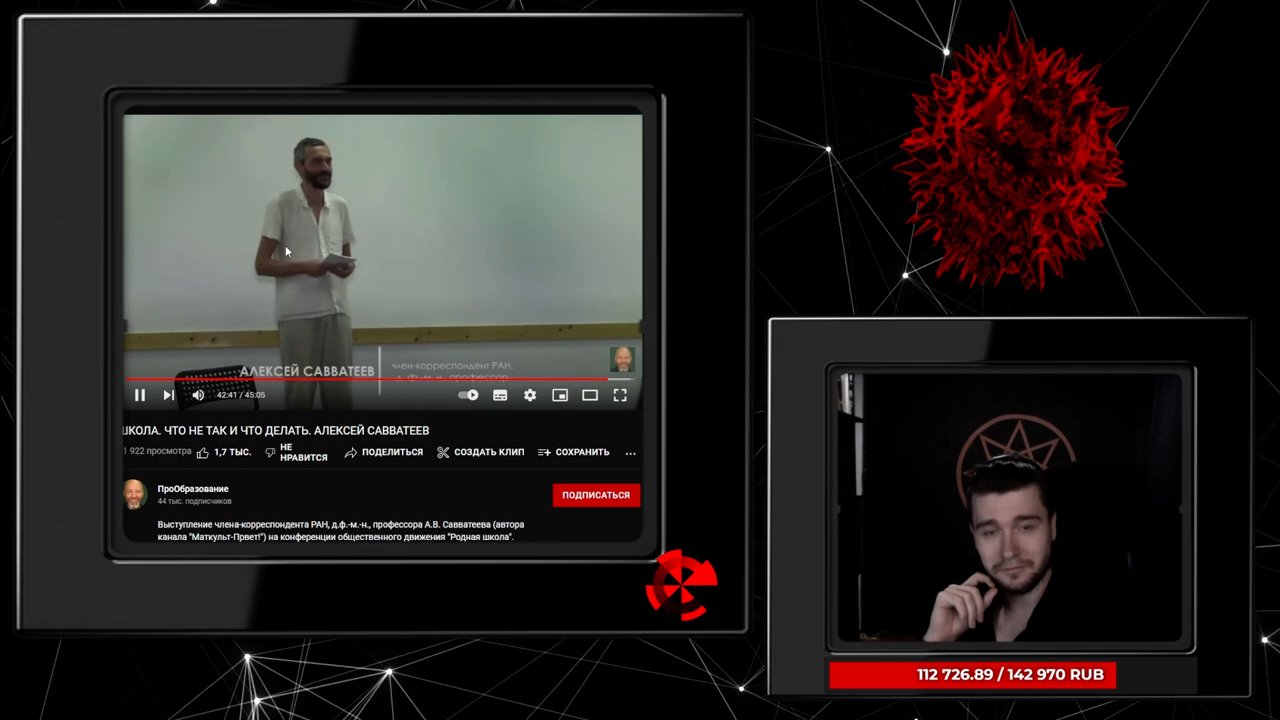 АЛЕКСЕЙ САВВАТЕЕВ
член-корреспондент РАН,
профессор
42:41 / 45:05
ШКОЛА. ЧТО НЕ ТАК И ЧТО ДЕЛАТЬ. АЛЕКСЕЙ САВВАТЕЕВ
1 922 просмотра
1,7 ТЫС.
НЕ
НРАВИТСЯ
ПОДЕЛИТЬСЯ
СОЗДАТЬ КЛИП
СОХРАНИТЬ
ПроОбразование
44 тыс. подписчиков
ПОДПИСАТЬСЯ
Выступление члена-корреспондента РАН, д.ф.-м.-н., профессора А.В. Савватеева (автора
канала "Маткульт-Првет!") на конференции общественного движения "Родная школа".
112 726.89 / 142 970 RUB